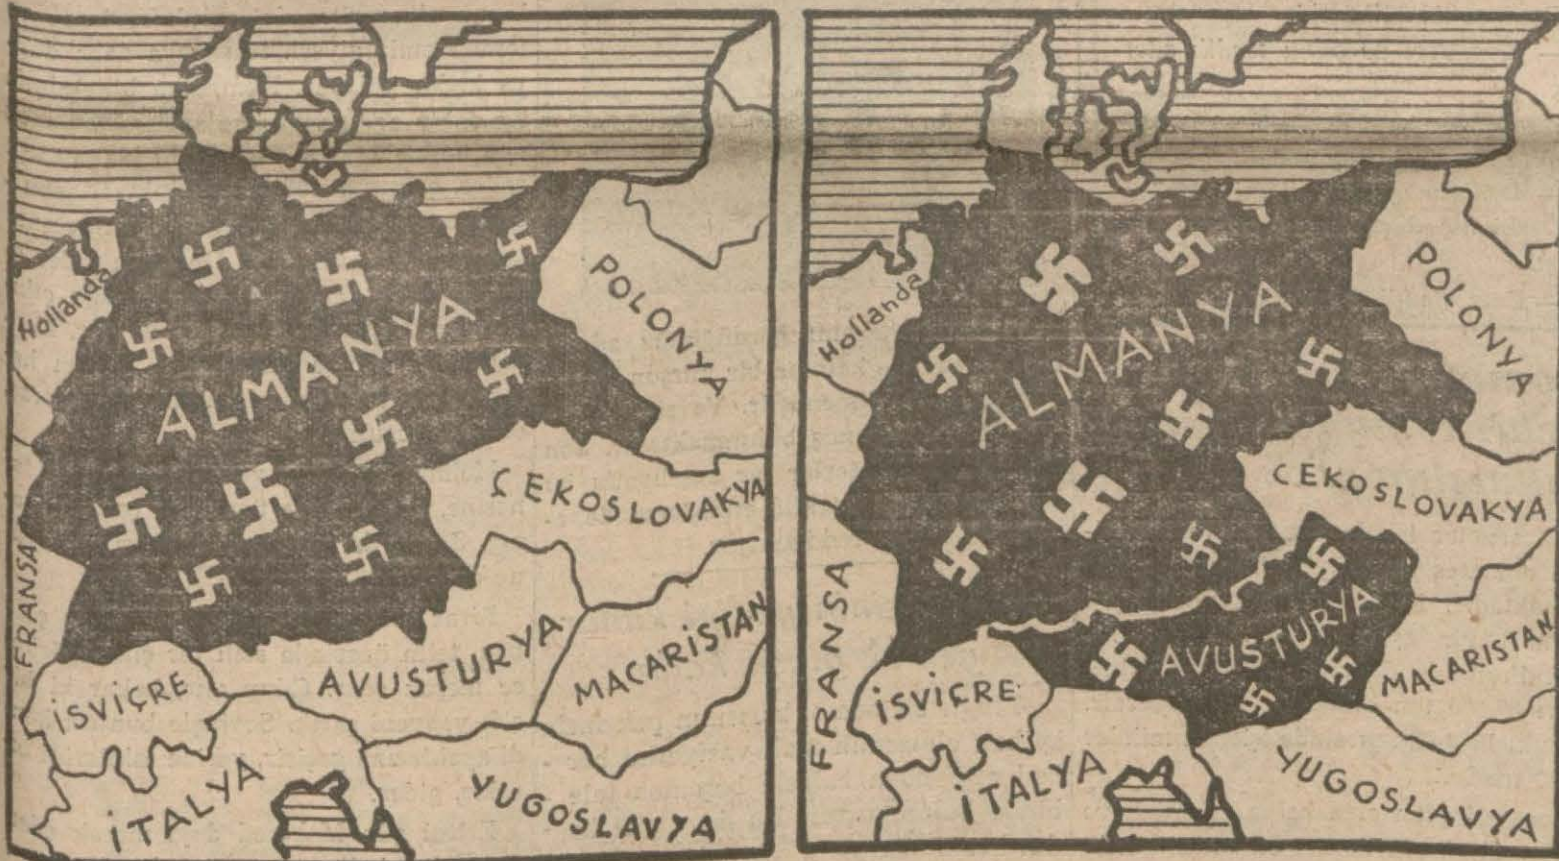 Hollanda
ALMANYA
POLONYA
ÇEKOSLOVAKYA
FRANSA
AVUSTURYA
MACARİSTAN
İSVİÇRE
İTALYA
YUGOSLAVYA
Hollanda
ALMANYA
POLONYA
ÇEKOSLOVAKYA
FRANSA
AVUSTURYA
MACARİSTAN
İSVİÇRE
İTALYA
YUGOSLAVYA